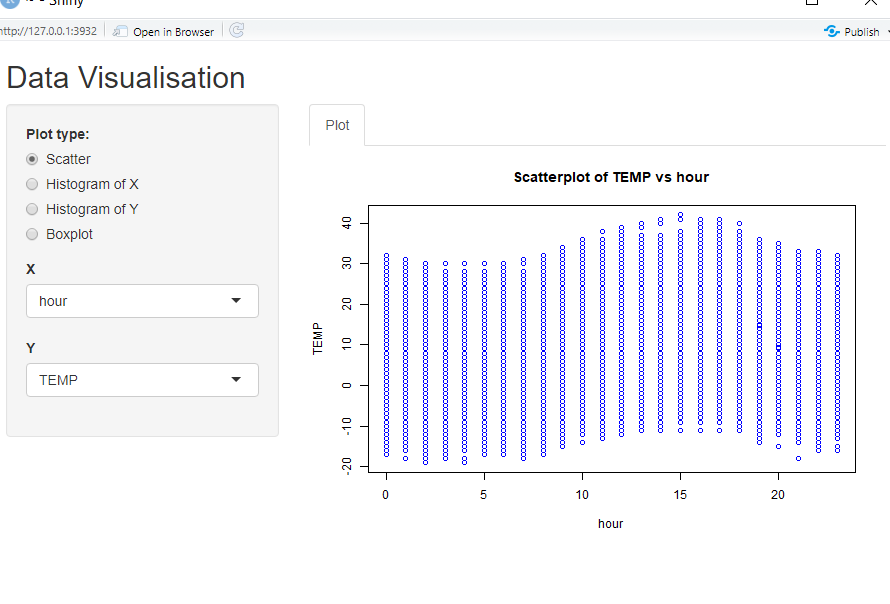 Shiny
http://127.0.0.1:3932 Open in Browser Publish
Data Visualisation
Plot type:
Scatter
Histogram of X
Histogram of Y
Boxplot
X
hour
Y
TEMP
Plot
Scatterplot of TEMP vs hour
TEMP
40
30
20
10
0
-10
-20
0 5 10 15 20
hour